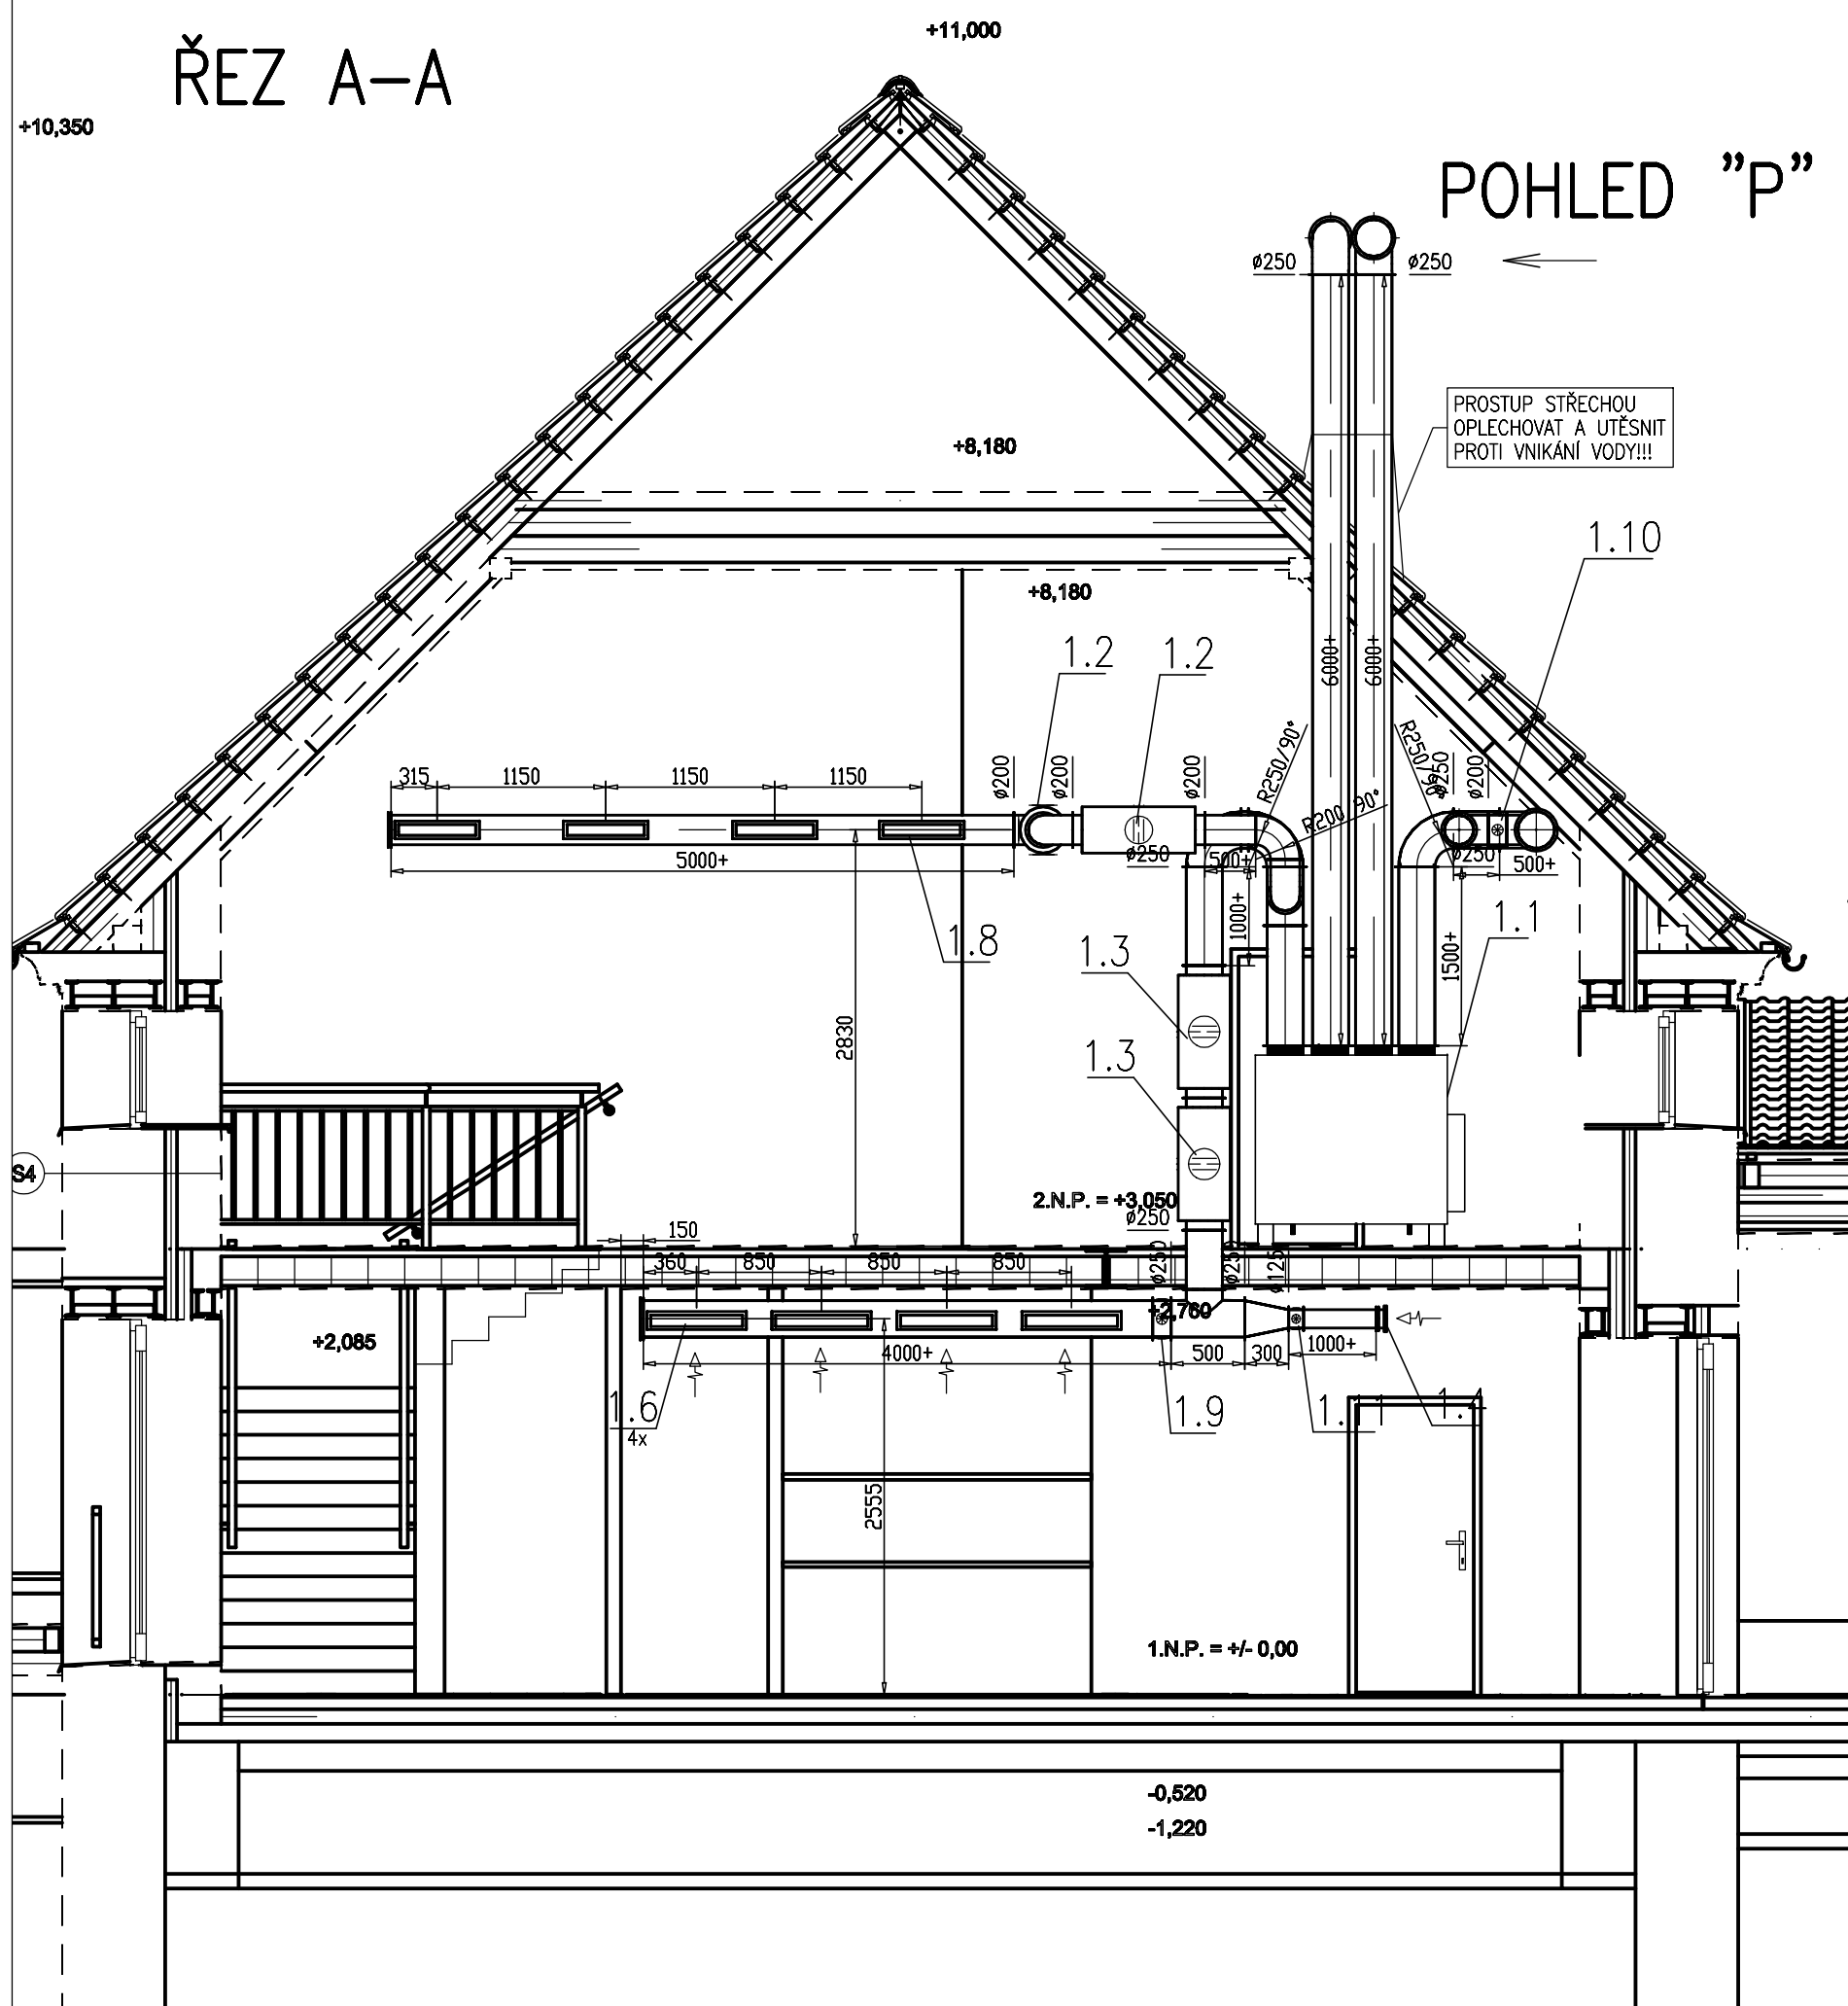 ŘEZ A–A
+11,000
+10,350
POHLED ”P”
ø250
ø250
PROSTUP STŘECHOU
OPLECHOVAT A UTĚSNIT
PROTI VNIKÁNÍ VODY!!!
+8,180
1.10
+8,180
1.2
1.2
6000+
6000+
315
1150
1150
1150
ø200
ø200
ø200
R250/90°
R200/90°
R250/90°
ø250
ø200
5000+
ø250
500+
ø250
500+
1000+
1.8
1.3
1.1
1500+
2830
1.3
S4
2.N.P. = +3,050
ø250
150
360
850
850
850
ø250
ø250
ø125
+2,760
+2,085
4000+
500
300
1000+
1.6
4x
1.9
1.11
1.4
2555
1.N.P. = +/- 0,00
-0,520
-1,220